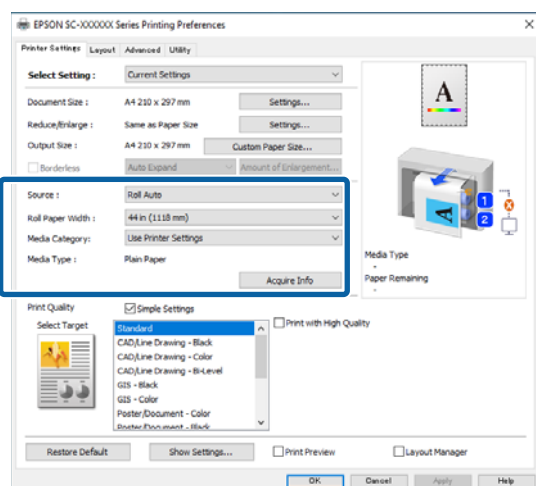 EPSON SC-XXXXXX Series Printing Preferences
Printer Settings Layout Advanced Utility
Select Setting : Current Settings
Document Size : A4 210 x 297 mm Settings...
Reduce/Enlarge : Same as Paper Size Settings...
Output Size : A4 210 x 297 mm Custom Paper Size...
Borderless Auto Expand Amount of Enlargement...
Source : Roll Auto
Roll Paper Width : 44 in (1118 mm)
Media Category: Use Printer Settings
Media Type : Plain Paper
Acquire Info
A
A
1
2
Media Type
-
Paper Remaining
-
Print Quality Simple Settings
Select Target
Standard
CAD/Line Drawing - Black
CAD/Line Drawing - Color
CAD/Line Drawing - Bi-Level
GIS - Black
GIS - Color
Poster/Document - Color
Poster/Document - Black
Print with High Quality
Restore Default Show Settings... Print Preview Layout Manager
OK Cancel Apply Help